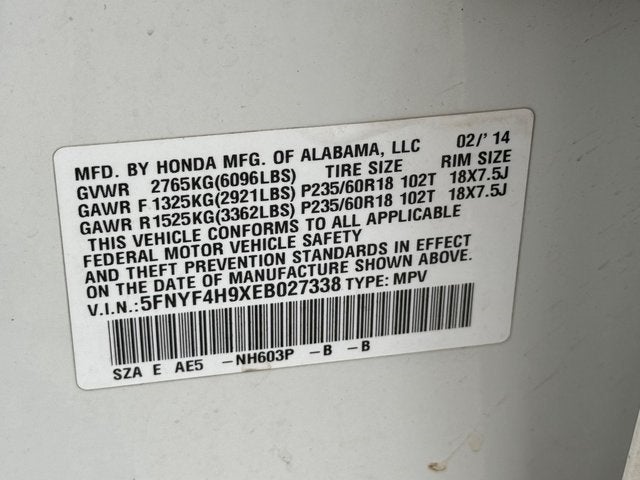 MFD. BY HONDA MFG. OF ALABAMA, LLC 02/' 14
GVWR 2765KG(6096LBS) TIRE SIZE RIM SIZE
GAWR F 1325KG(2921LBS) P235/60R18 102T 18X7.5J
GAWR R 1525KG(3362LBS) P235/60R18 102T 18X7.5J
THIS VEHICLE CONFORMS TO ALL APPLICABLE
FEDERAL MOTOR VEHICLE SAFETY
AND THEFT PREVENTION STANDARDS IN EFFECT
ON THE DATE OF MANUFACTURE SHOWN ABOVE.
V.I.N.:5FNYF4H9XEB027338 TYPE: MPV
SZA E AE5 -NH603P -B -B